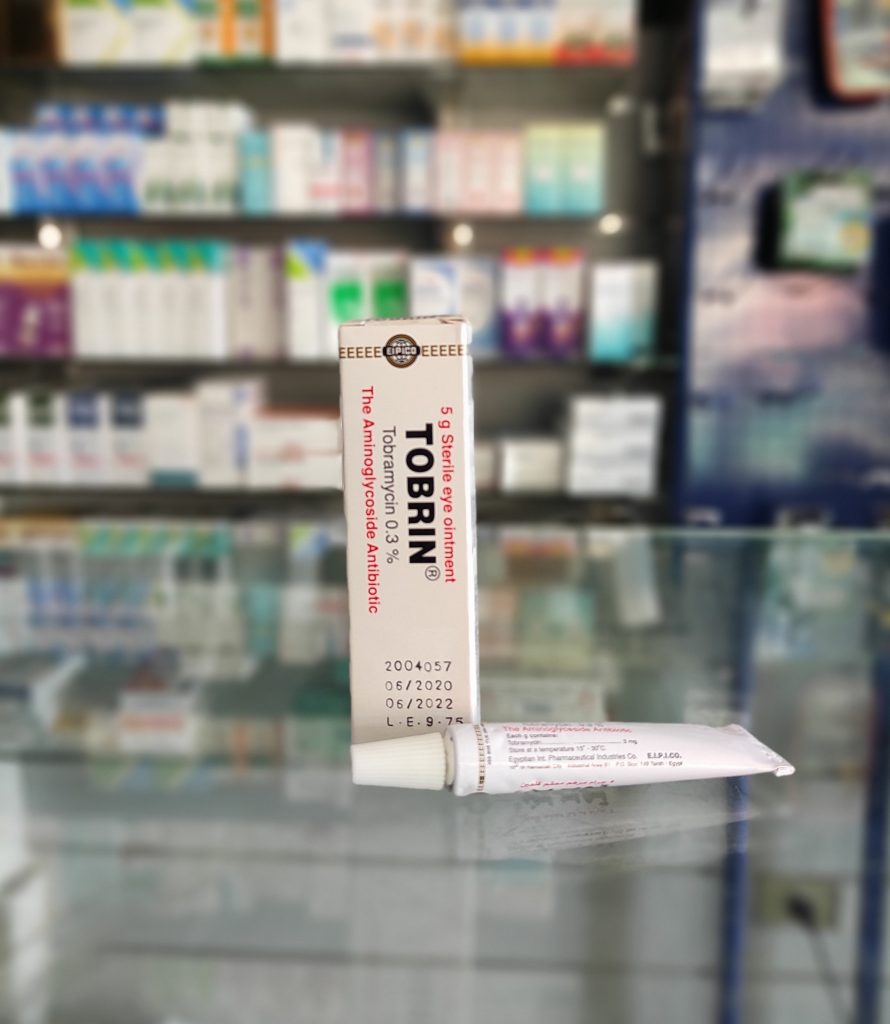 EEEEE EIPICO EEEEE
5 g Sterile eye ointment
TOBRIN®
Tobramycin 0.3 %
The Aminoglycoside Antibiotic
2004057
06/2020
06/2022
L.E.9.75
The Aminoglycoside Antibiotic
Each g contains:
Tobramycin 3 mg
Store at a temperature 15° - 30°C
Egyptian Int. Pharmaceutical Industries Co. E.I.P.I.CO.